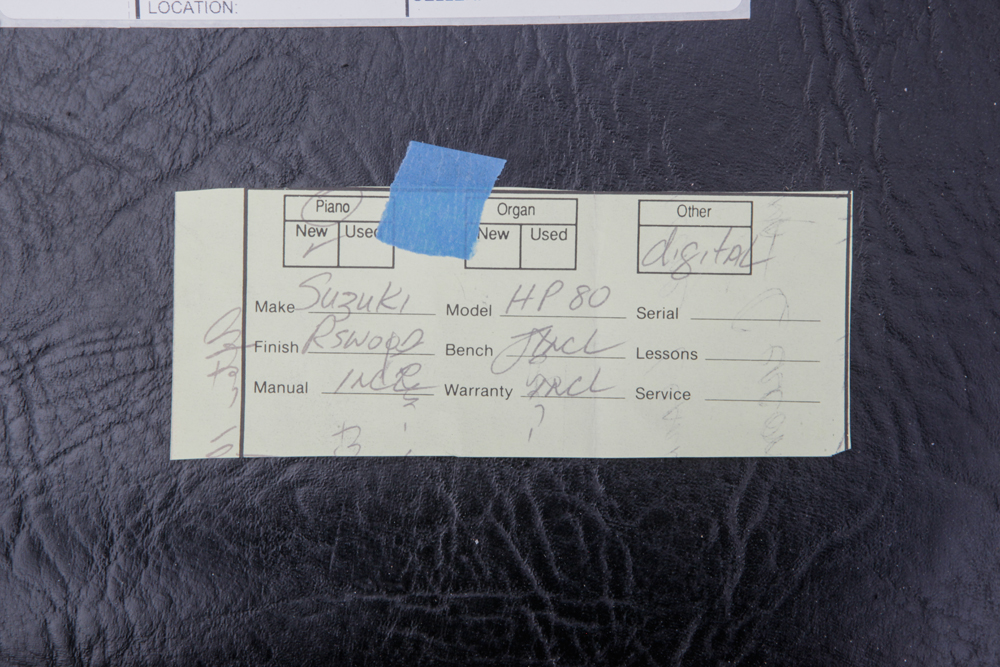 LOCATION:
Piano Organ Other
New Used New Used digital
Make Suzuki Model HP 80 Serial
Finish Rswood Bench Incl Lessons
Manual Incl Warranty Incl Service